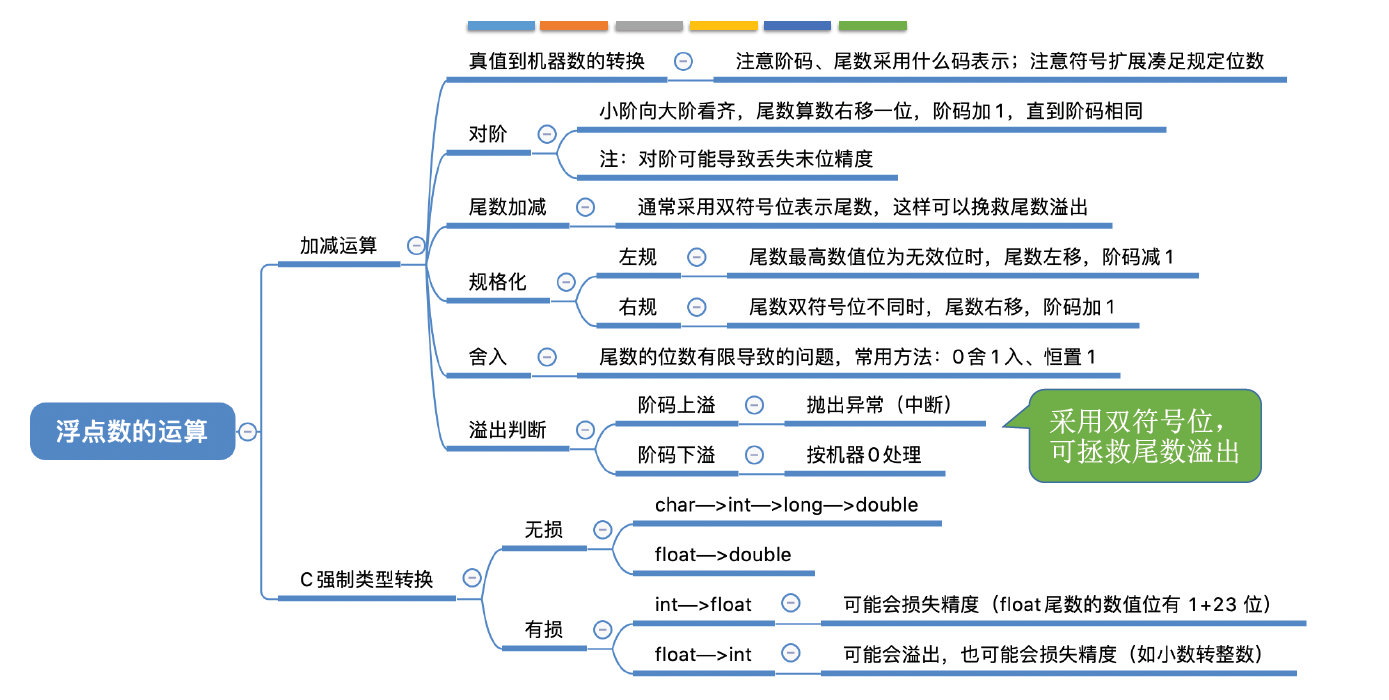 真值到机器数的转换
注意阶码、尾数采用什么码表示；注意符号扩展凑足规定位数
小阶向大阶看齐，尾数算数右移一位，阶码加1，直到阶码相同
对阶
注：对阶可能导致丢失末位精度
尾数加减
通常采用双符号位表示尾数，这样可以挽救尾数溢出
加减运算
左规
尾数最高数值位为无效位时，尾数左移，阶码减1
规格化
右规
尾数双符号位不同时，尾数右移，阶码加1
舍入
尾数的位数有限导致的问题，常用方法：0舍1入、恒置1
阶码上溢
抛出异常（中断）
溢出判断
阶码下溢
按机器0处理
采用双符号位，
可拯救尾数溢出
浮点数的运算
char—>int—>long—>double
无损
float—>double
C强制类型转换
int—>float
可能会损失精度（float尾数的数值位有 1+23 位）
有损
float—>int
可能会溢出，也可能会损失精度（如小数转整数）